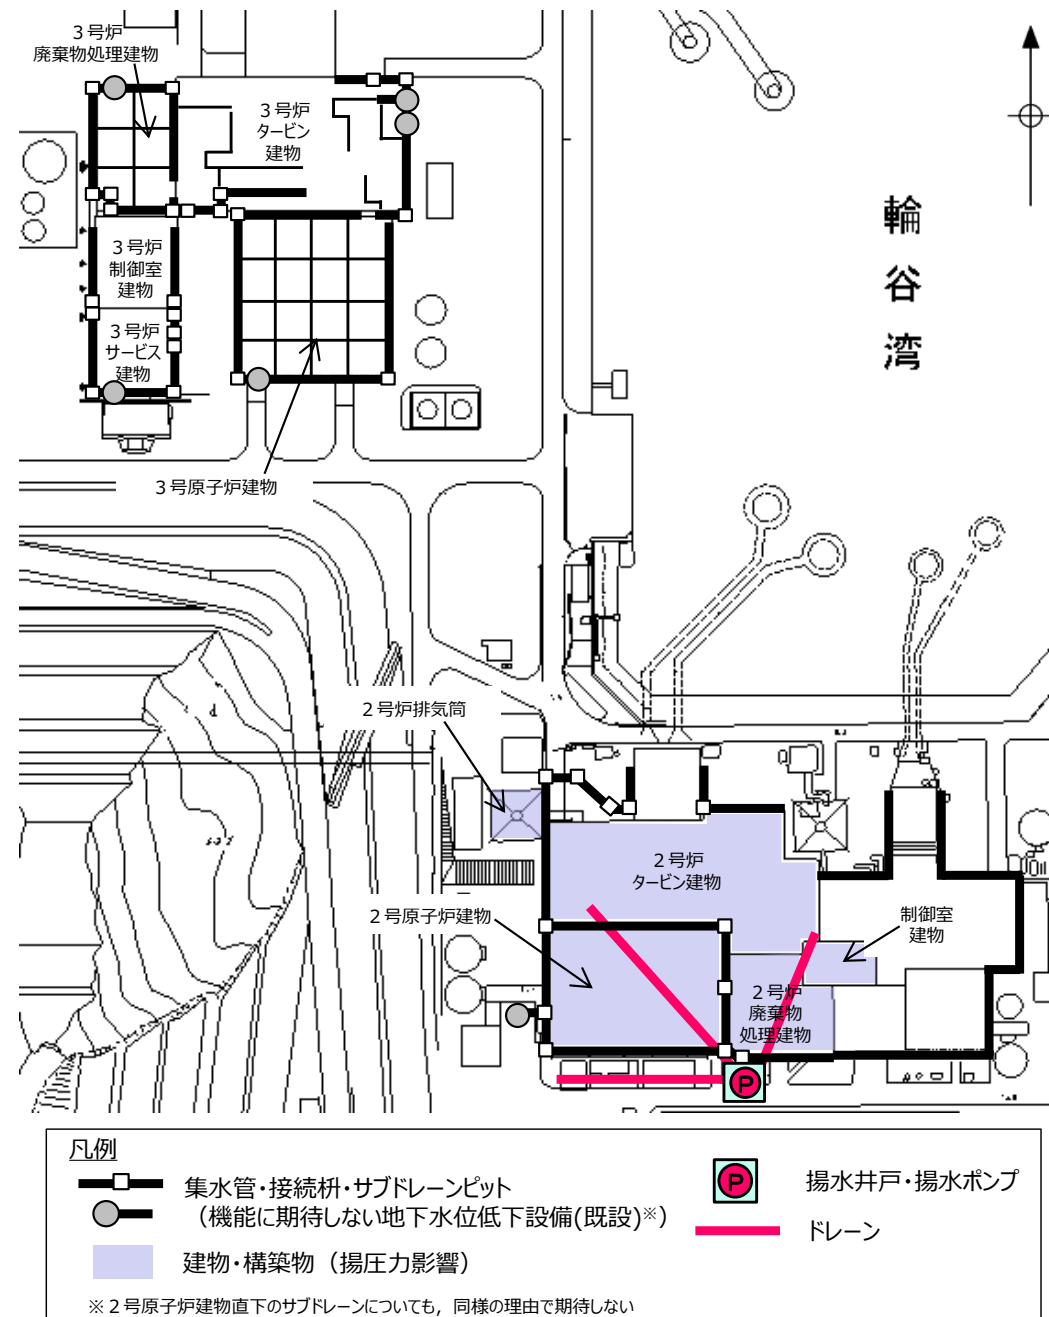 ３号炉
廃棄物処理建物
３号炉
タービン
建物
輪
谷
湾
３号炉
制御室
建物
３号炉
サービス
建物
３号原子炉建物
２号炉排気筒
２号炉
タービン建物
２号原子炉建物
制御室
建物
２号炉
廃棄物
処理建物
P
凡例
集水管・接続桝・サブドレーンピット
（機能に期待しない地下水位低下設備(既設)※）
P
揚水井戸・揚水ポンプ
ドレーン
建物・構築物（揚圧力影響）
※２号原子炉建物直下のサブドレーンについても，同様の理由で期待しない